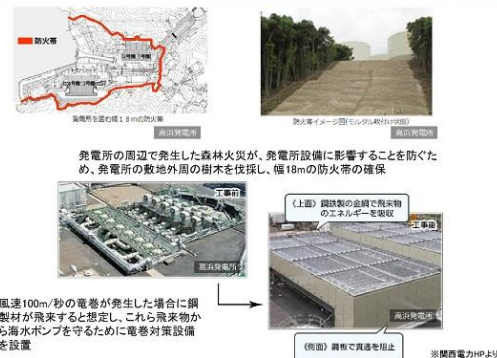 防火帯
発電所を囲む幅18mの防火帯
高浜発電所
防火帯イメージ図(モルタル吹付け状態)
高浜発電所
発電所の周辺で発生した森林火災が、発電所設備に影響することを防ぐた
め、発電所の敷地外周の樹木を伐採し、幅18mの防火帯の確保
工事前
高浜発電所
《上面》鋼鉄製の金網で飛来物
のエネルギーを吸収
工事後
高浜発電所
《側面》鋼板で貫通を阻止
風速100m/秒の竜巻が発生した場合に鋼
製材が飛来すると想定し、これら飛来物か
ら海水ポンプを守るために竜巻対策設備
を設置
※関西電力HPより